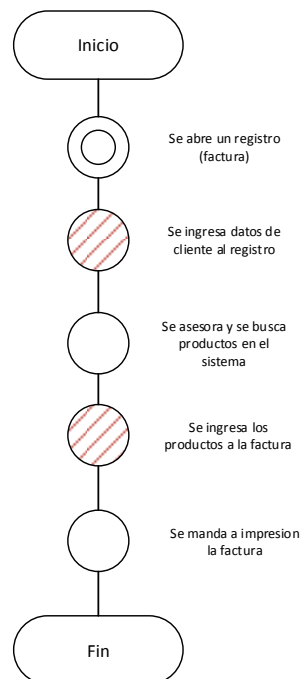 Inicio
Se abre un registro
(factura)
Se ingresa datos de
cliente al registro
Se asesora y se busca
productos en el
sistema
Se ingresa los
productos a la factura
Se manda a impresion
la factura
Fin